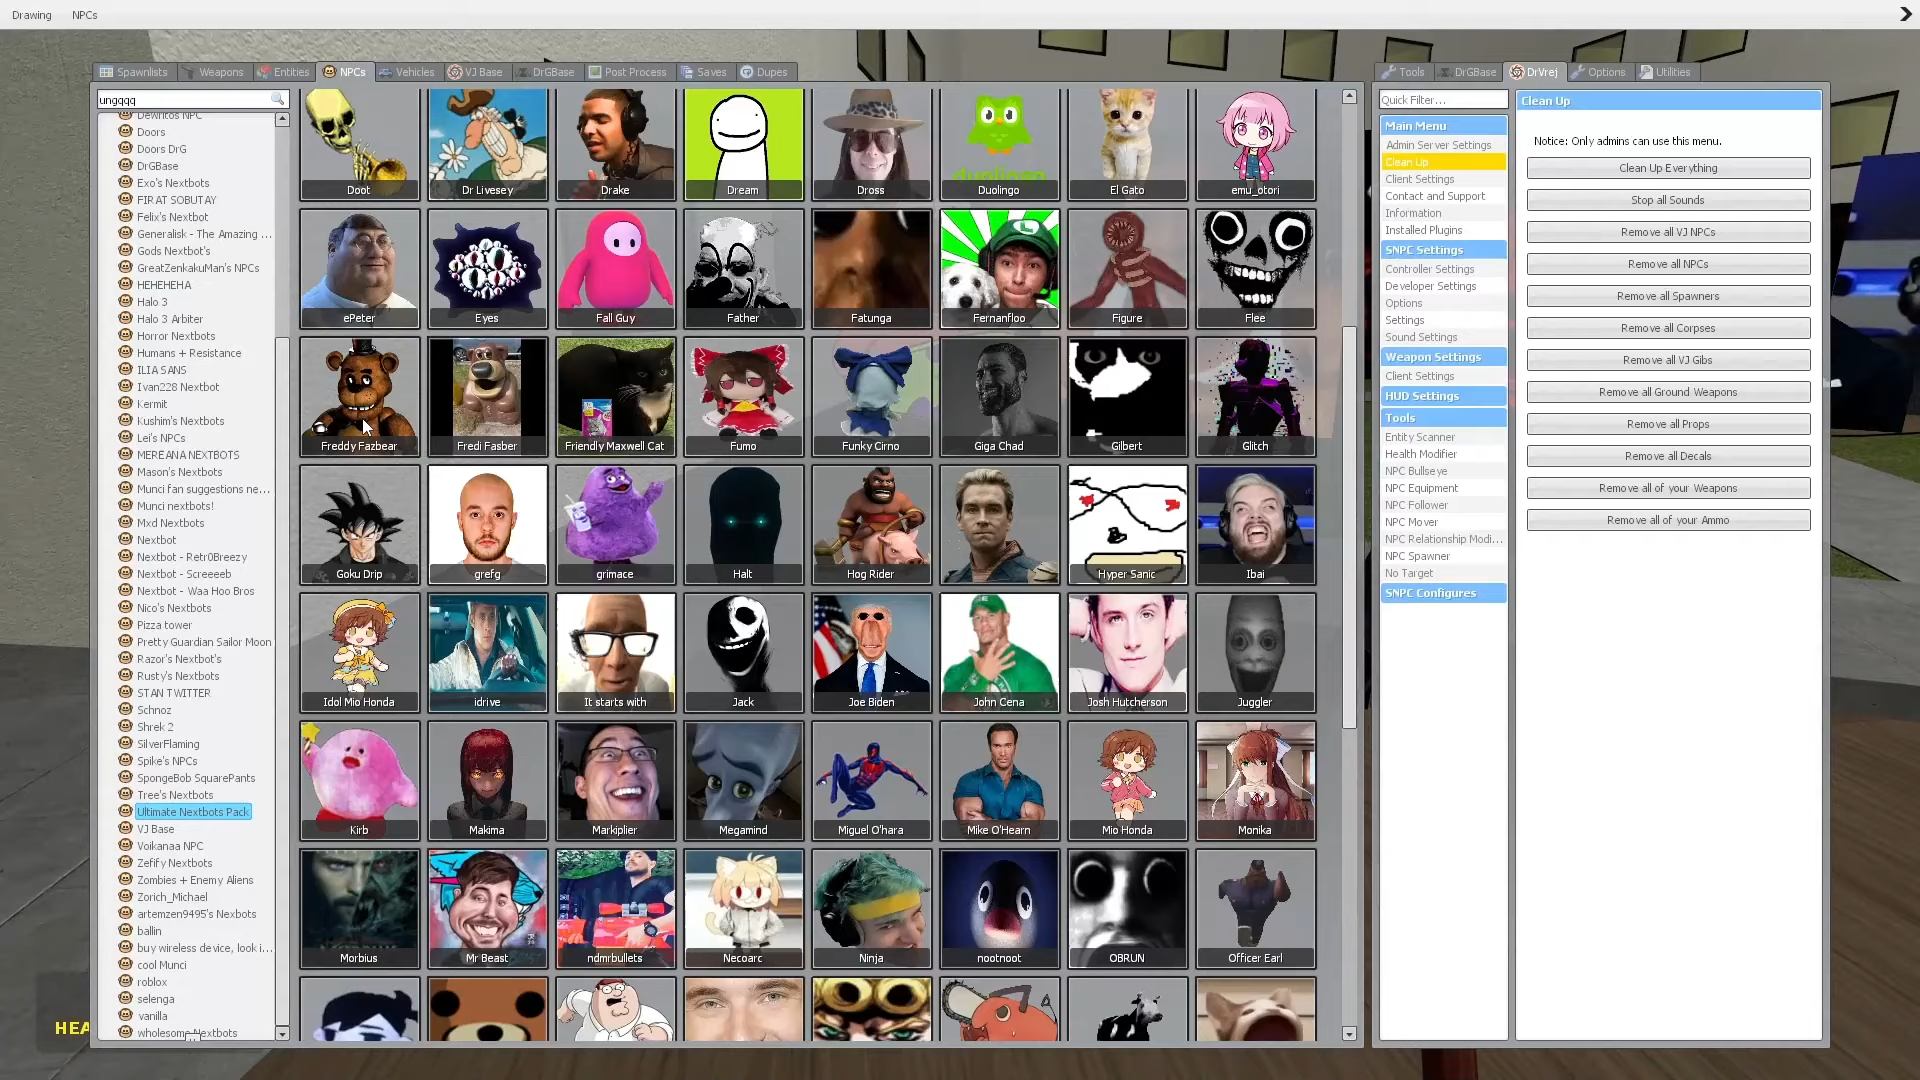 Drawing NPCs
Spawnlists Weapons Entities NPCs Vehicles VJ Base DrGBase Post Process Saves Dupes
Tools DrGBase DrVrej Options Utilities
ungqqq
Dewritos NPC
Doors
Doors DrG
DrGBase
Exo's Nextbots
FIRAT SOBUTAY
Felix's Nextbot
Generalisk - The Amazing ...
Gods Nextbot's
GreatZenkakuMan's NPCs
HEHEHEHA
Halo 3
Halo 3 Arbiter
Horror Nextbots
Humans + Resistance
ILIA SANS
Ivan228 Nextbot
Kermit
Kushim's Nextbots
Lei's NPCs
MEREANA NEXTBOTS
Mason's Nextbots
Munci fan suggestions ne...
Munci nextbots!
Mxd Nextbots
Nextbot
Nextbot - Retr0Breezy
Nextbot - Screeeeb
Nextbot - Waa Hoo Bros
Nico's Nextbots
Pizza tower
Pretty Guardian Sailor Moon
Razor's Nextbot's
Rusty's Nextbots
STAN TWITTER
Schnoz
Shrek 2
SilverFlaming
Spike's NPCs
SpongeBob SquarePants
Tree's Nextbots
Ultimate Nextbots Pack
VJ Base
Voikanaa NPC
Zefify Nextbots
Zombies + Enemy Aliens
Zorich_Michael
artemzen9495's Nexbots
ballin
buy wireless device, look i...
cool Munci
roblox
selenga
vanilla
wholesome Nextbots
HEA
duolingo
Doot Dr Livesey Drake Dream Dross Duolingo El Gato emu_otori
ePeter Eyes Fall Guy Father Fatunga Fernanfloo Figure Flee
Freddy Fazbear Fredi Fasber Friendly Maxwell Cat Fumo Funky Cirno Giga Chad Gilbert Glitch
Goku Drip grefg grimace Halt Hog Rider Hyper Sanic Ibai
Idol Mio Honda idrive It starts with Jack Joe Biden John Cena Josh Hutcherson Juggler
Kirb Makima Markiplier Megamind Miguel O'hara Mike O'Hearn Mio Honda Monika
Morbius Mr Beast ndmrbullets Necoarc Ninja nootnoot OBRUN Officer Earl
Quick Filter...
Main Menu
Admin Server Settings
Clean Up
Client Settings
Contact and Support
Information
Installed Plugins
SNPC Settings
Controller Settings
Developer Settings
Options
Settings
Sound Settings
Weapon Settings
Client Settings
HUD Settings
Tools
Entity Scanner
Health Modifier
NPC Bullseye
NPC Equipment
NPC Follower
NPC Mover
NPC Relationship Modi...
NPC Spawner
No Target
SNPC Configures
Clean Up
Notice: Only admins can use this menu.
Clean Up Everything
Stop all Sounds
Remove all VJ NPCs
Remove all NPCs
Remove all Spawners
Remove all Corpses
Remove all VJ Gibs
Remove all Ground Weapons
Remove all Props
Remove all Decals
Remove all of your Weapons
Remove all of your Ammo